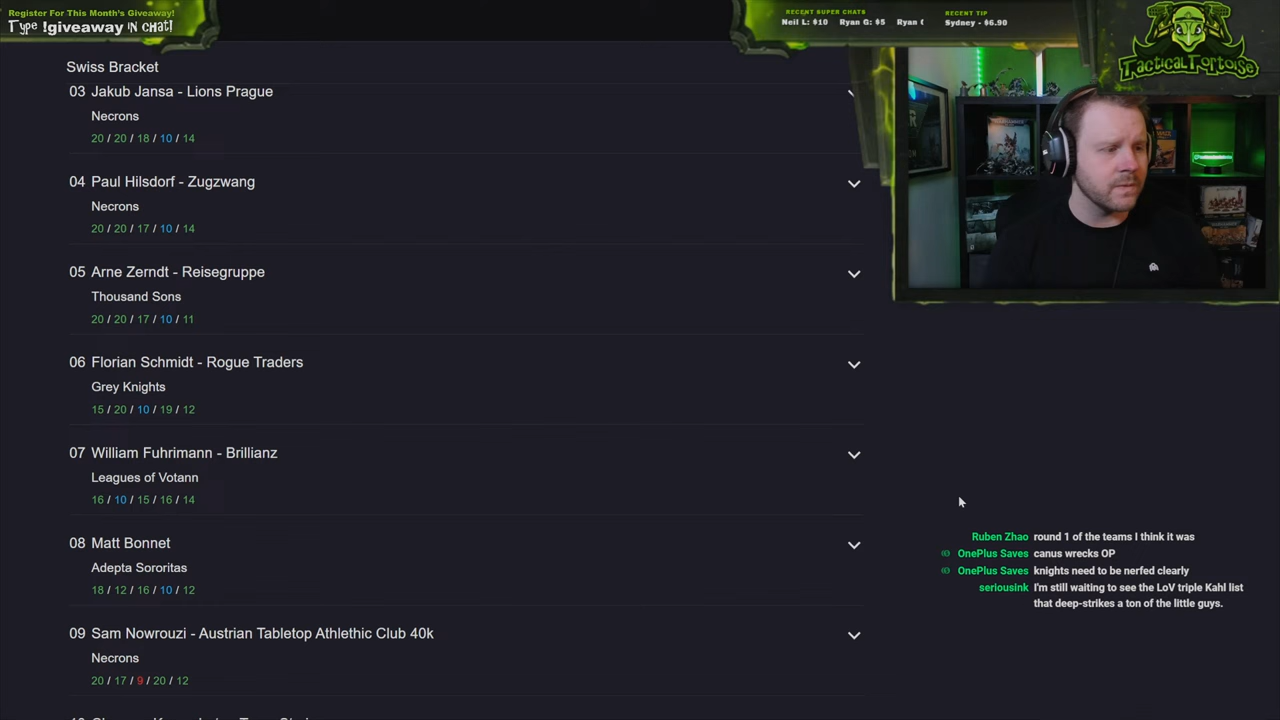 Register For This Month's Giveaway!
Type !giveaway in chat!
RECENT SUPER CHATS
Neil L: $10 Ryan G: $5 Ryan
RECENT TIP
Sydney - $6.90
TacticalTortoise
Swiss Bracket
03 Jakub Jansa - Lions Prague
Necrons
20 / 20 / 18 / 10 / 14
04 Paul Hilsdorf - Zugzwang
Necrons
20 / 20 / 17 / 10 / 14
05 Arne Zerndt - Reisegruppe
Thousand Sons
20 / 20 / 17 / 10 / 11
06 Florian Schmidt - Rogue Traders
Grey Knights
15 / 20 / 10 / 19 / 12
07 William Fuhrimann - Brillianz
Leagues of Votann
16 / 10 / 15 / 16 / 14
08 Matt Bonnet
Adepta Sororitas
18 / 12 / 16 / 10 / 12
09 Sam Nowrouzi - Austrian Tabletop Athlethic Club 40k
Necrons
20 / 17 / 9 / 20 / 12
Ruben Zhao round 1 of the teams I think it was
OnePlus Saves canus wrecks OP
OnePlus Saves knights need to be nerfed clearly
seriousink I'm still waiting to see the LoV triple Kahl list
that deep-strikes a ton of the little guys.